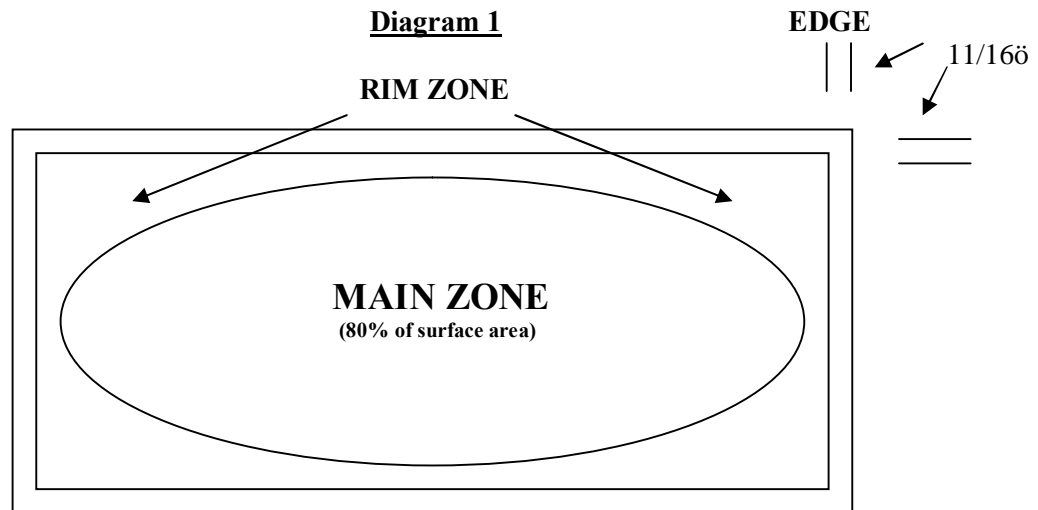 Diagram 1
EDGE
11/16ö
RIM ZONE
MAIN ZONE
(80% of surface area)